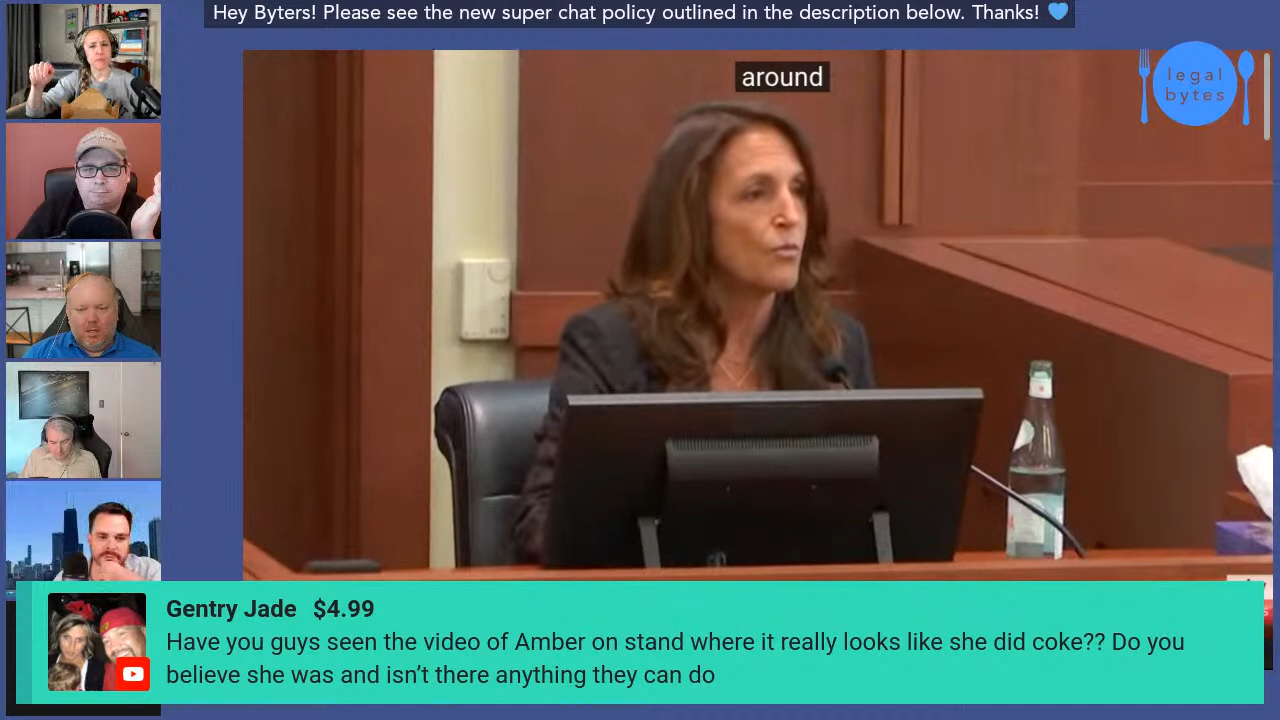 Hey Byters! Please see the new super chat policy outlined in the description below. Thanks! 💙
around
legal
bytes
Gentry Jade $4.99
Have you guys seen the video of Amber on stand where it really looks like she did coke?? Do you
believe she was and isn't there anything they can do